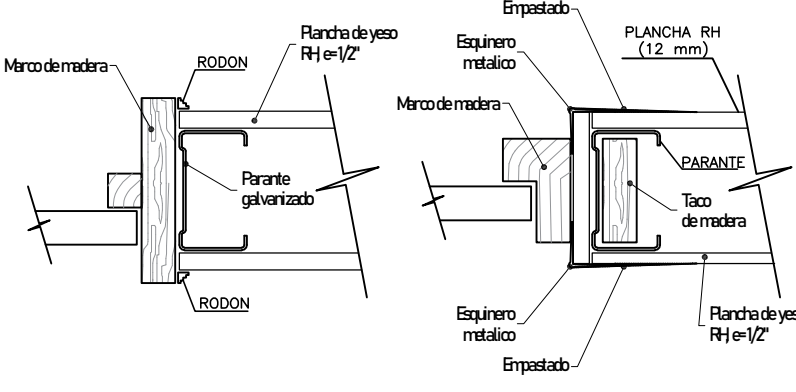 Marco de madera
RODON
Plancha de yeso
RH, e=1/2"
Parante
galvanizado
RODON
Empastado
Esquinero
metalico
PLANCHA RH
(12 mm)
Marco de madera
PARANTE
Taco
de madera
Esquinero
metalico
Plancha de yes
RH, e=1/2"
Empastado